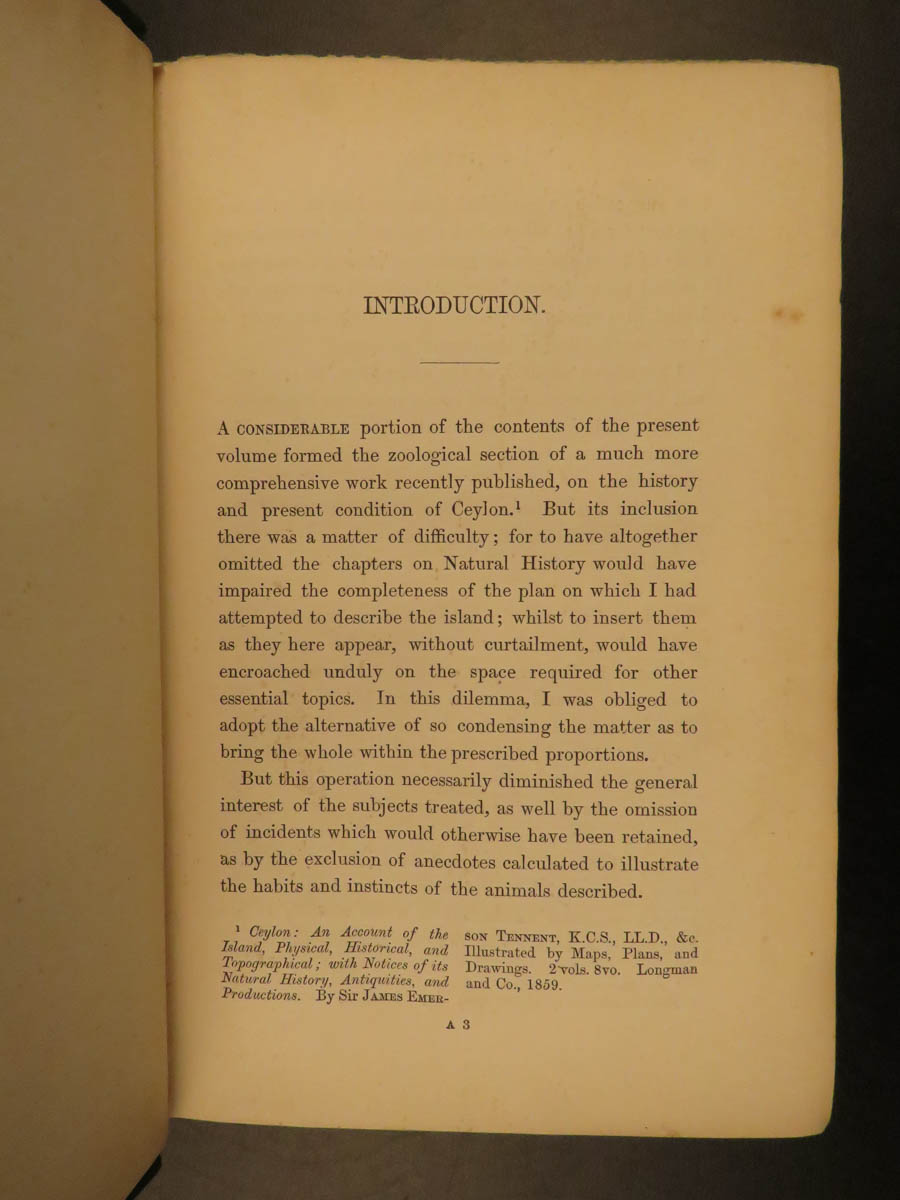 INTRODUCTION.
A CONSIDERABLE portion of the contents of the present
volume formed the zoological section of a much more
comprehensive work recently published, on the history
and present condition of Ceylon.¹ But its inclusion
there was a matter of difficulty; for to have altogether
omitted the chapters on Natural History would have
impaired the completeness of the plan on which I had
attempted to describe the island; whilst to insert them
as they here appear, without curtailment, would have
encroached unduly on the space required for other
essential topics. In this dilemma, I was obliged to
adopt the alternative of so condensing the matter as to
bring the whole within the prescribed proportions.
But this operation necessarily diminished the general
interest of the subjects treated, as well by the omission
of incidents which would otherwise have been retained,
as by the exclusion of anecdotes calculated to illustrate
the habits and instincts of the animals described.
¹ Ceylon: An Account of the
Island, Physical, Historical, and
Topographical; with Notices of its
Natural History, Antiquities, and
Productions. By Sir JAMES EMER-
SON TENNENT, K.C.S., LL.D., &c.
Illustrated by Maps, Plans, and
Drawings. 2 vols. 8vo. Longman
and Co., 1859.
A 3